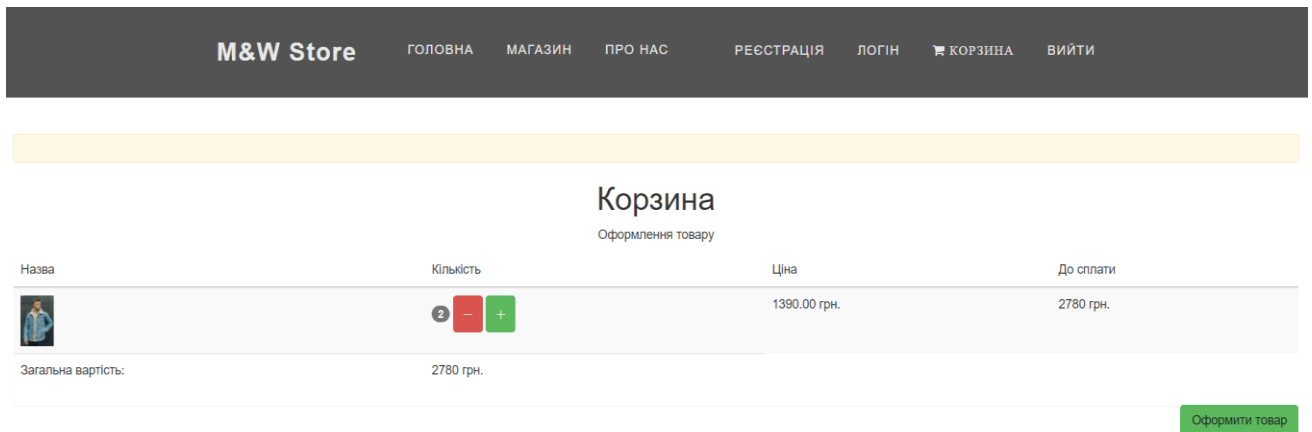 M&W Store ГОЛОВНА МАГАЗИН ПРО НАС РЕЄСТРАЦІЯ ЛОГІН КОРЗИНА ВИЙТИ
Корзина
Оформлення товару
Назва Кількість Ціна До сплати
2 − + 1390.00 грн. 2780 грн.
Загальна вартість: 2780 грн.
Оформити товар